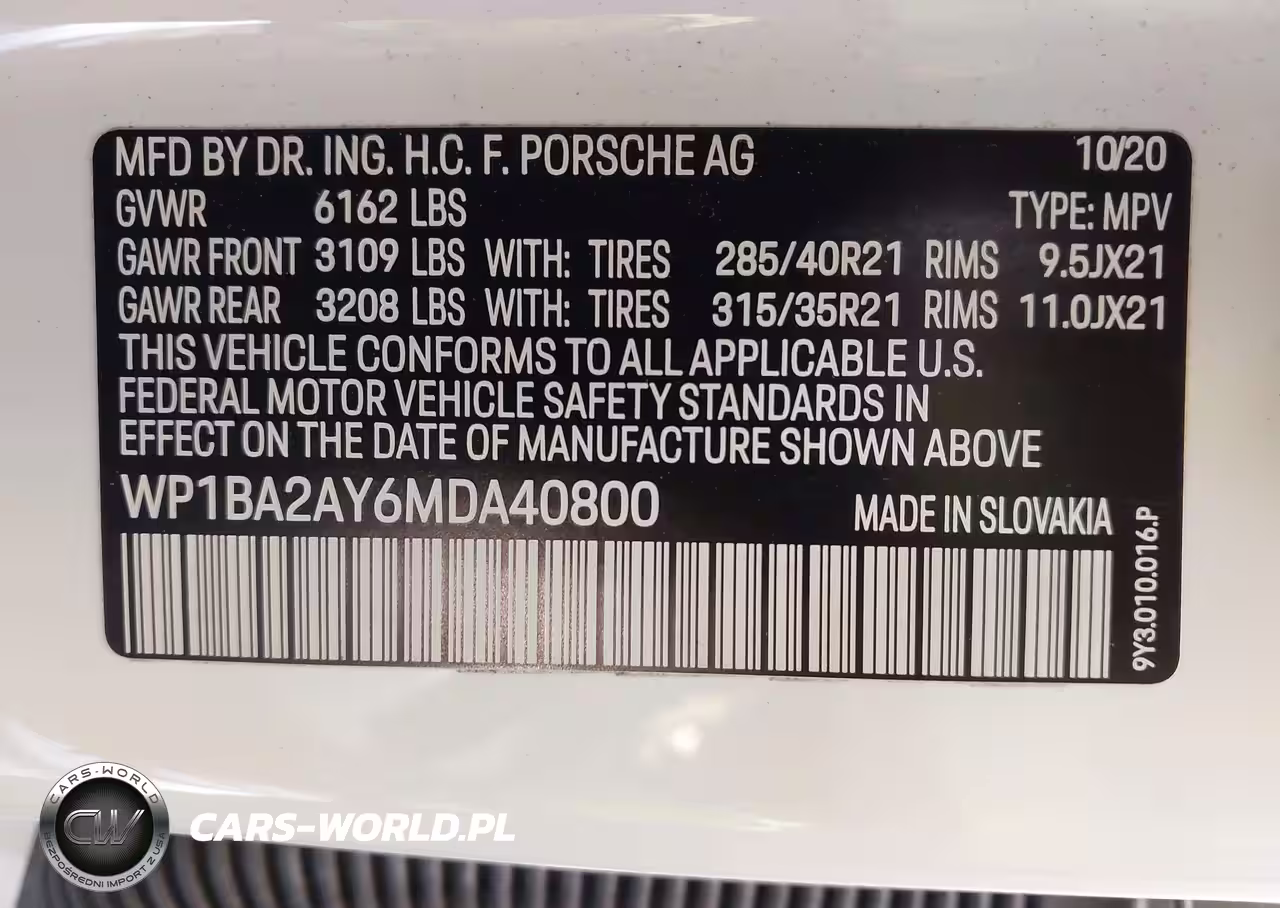 MFD BY DR. ING. H.C. F. PORSCHE AG 10/20
GVWR 6162 LBS TYPE: MPV
GAWR FRONT 3109 LBS WITH: TIRES 285/40R21 RIMS 9.5JX21
GAWR REAR 3208 LBS WITH: TIRES 315/35R21 RIMS 11.0JX21
THIS VEHICLE CONFORMS TO ALL APPLICABLE U.S.
FEDERAL MOTOR VEHICLE SAFETY STANDARDS IN
EFFECT ON THE DATE OF MANUFACTURE SHOWN ABOVE
WP1BA2AY6MDA40800 MADE IN SLOVAKIA
9Y3.010.016.P
CARS-WORLD
CW
BEZPOŚREDNI IMPORT Z USA
CARS-WORLD.PL